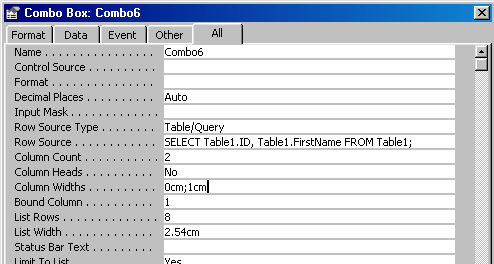 Combo Box: Combo6
Format Data Event Other All
Name . . . . . . . . . . . . . . . . . Combo6
Control Source . . . . . . . . . .
Format . . . . . . . . . . . . . . . .
Decimal Places . . . . . . . . . . Auto
Input Mask . . . . . . . . . . . . .
Row Source Type . . . . . . . . Table/Query
Row Source . . . . . . . . . . . . SELECT Table1.ID, Table1.FirstName FROM Table1;
Column Count . . . . . . . . . . . 2
Column Heads . . . . . . . . . . . No
Column Widths . . . . . . . . . . 0cm;1cm
Bound Column . . . . . . . . . . . 1
List Rows . . . . . . . . . . . . . . 8
List Width . . . . . . . . . . . . . . 2.54cm
Status Bar Text . . . . . . . . .
Limit To List . . . . . . . . . . . . Yes